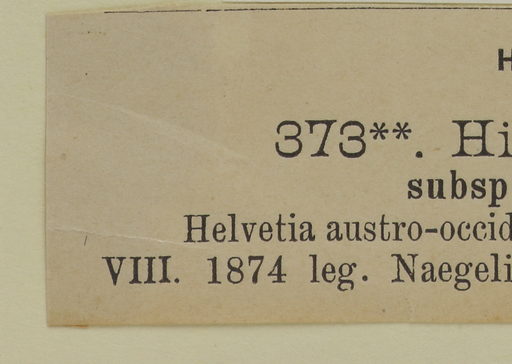 H
373**. Hi
subsp
Helvetia austro-occid
VIII. 1874 leg. Naegeli